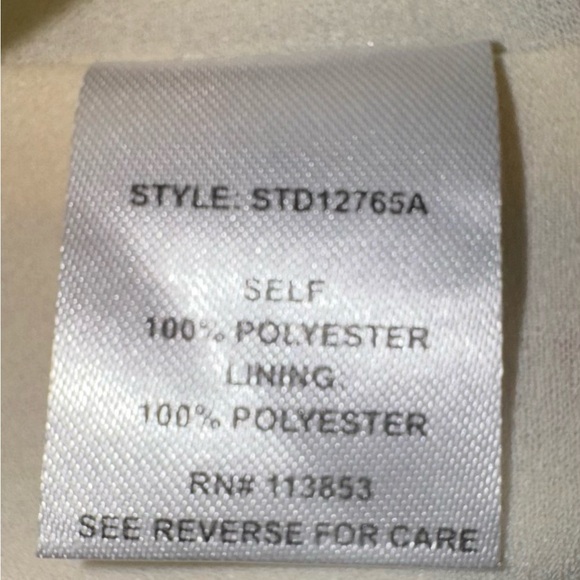 STYLE: STD12765A
SELF
100% POLYESTER
LINING:
100% POLYESTER
RN# 113853
SEE REVERSE FOR CARE